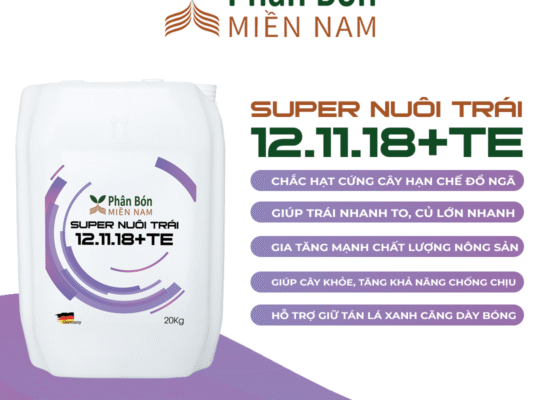 Phân Bón
MIỀN NAM
SUPER NUÔI TRÁI
12.11.18+TE
CHẮC HẠT CỨNG CÂY HẠN CHẾ ĐỔ NGÃ
GIÚP TRÁI NHANH TO, CỦ LỚN NHANH
GIA TĂNG MẠNH CHẤT LƯỢNG NÔNG SẢN
GIÚP CÂY KHỎE, TĂNG KHẢ NĂNG CHỐNG CHỊU
HỖ TRỢ GIỮ TÁN LÁ XANH CĂNG DÀY BÓNG
Phân Bón
MIỀN NAM
SUPER NUÔI TRÁI
12.11.18+TE
Germany
20Kg